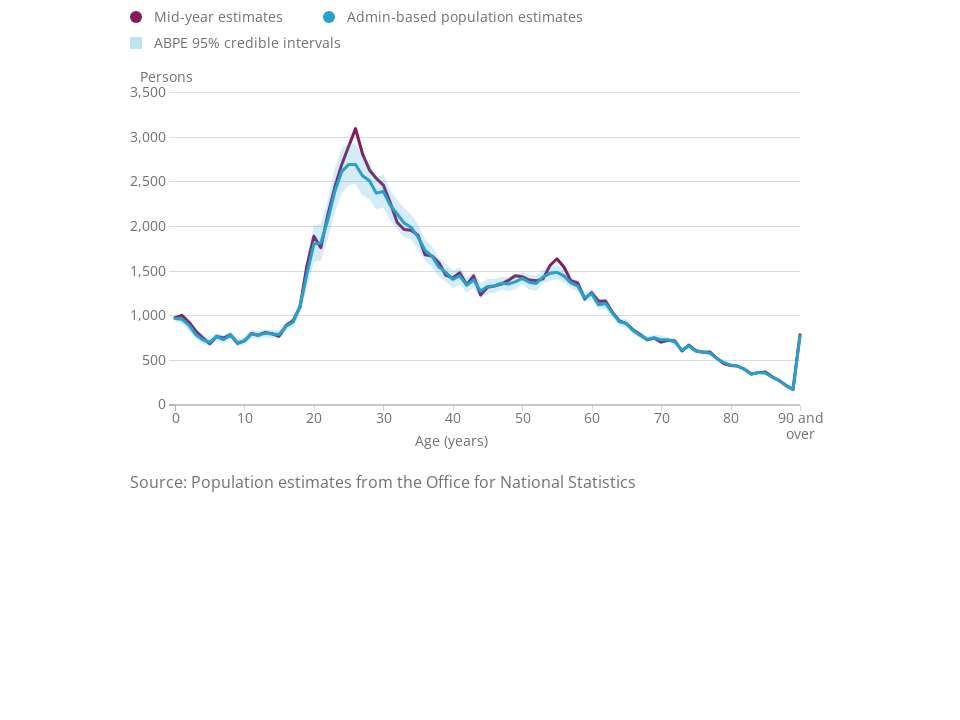 Mid-year estimates
Admin-based population estimates
ABPE 95% credible intervals
Persons
3,500
3,000
2,500
2,000
1,500
1,000
500
0
0 10 20 30 40 50 60 70 80 90 and over
Age (years)
Source: Population estimates from the Office for National Statistics